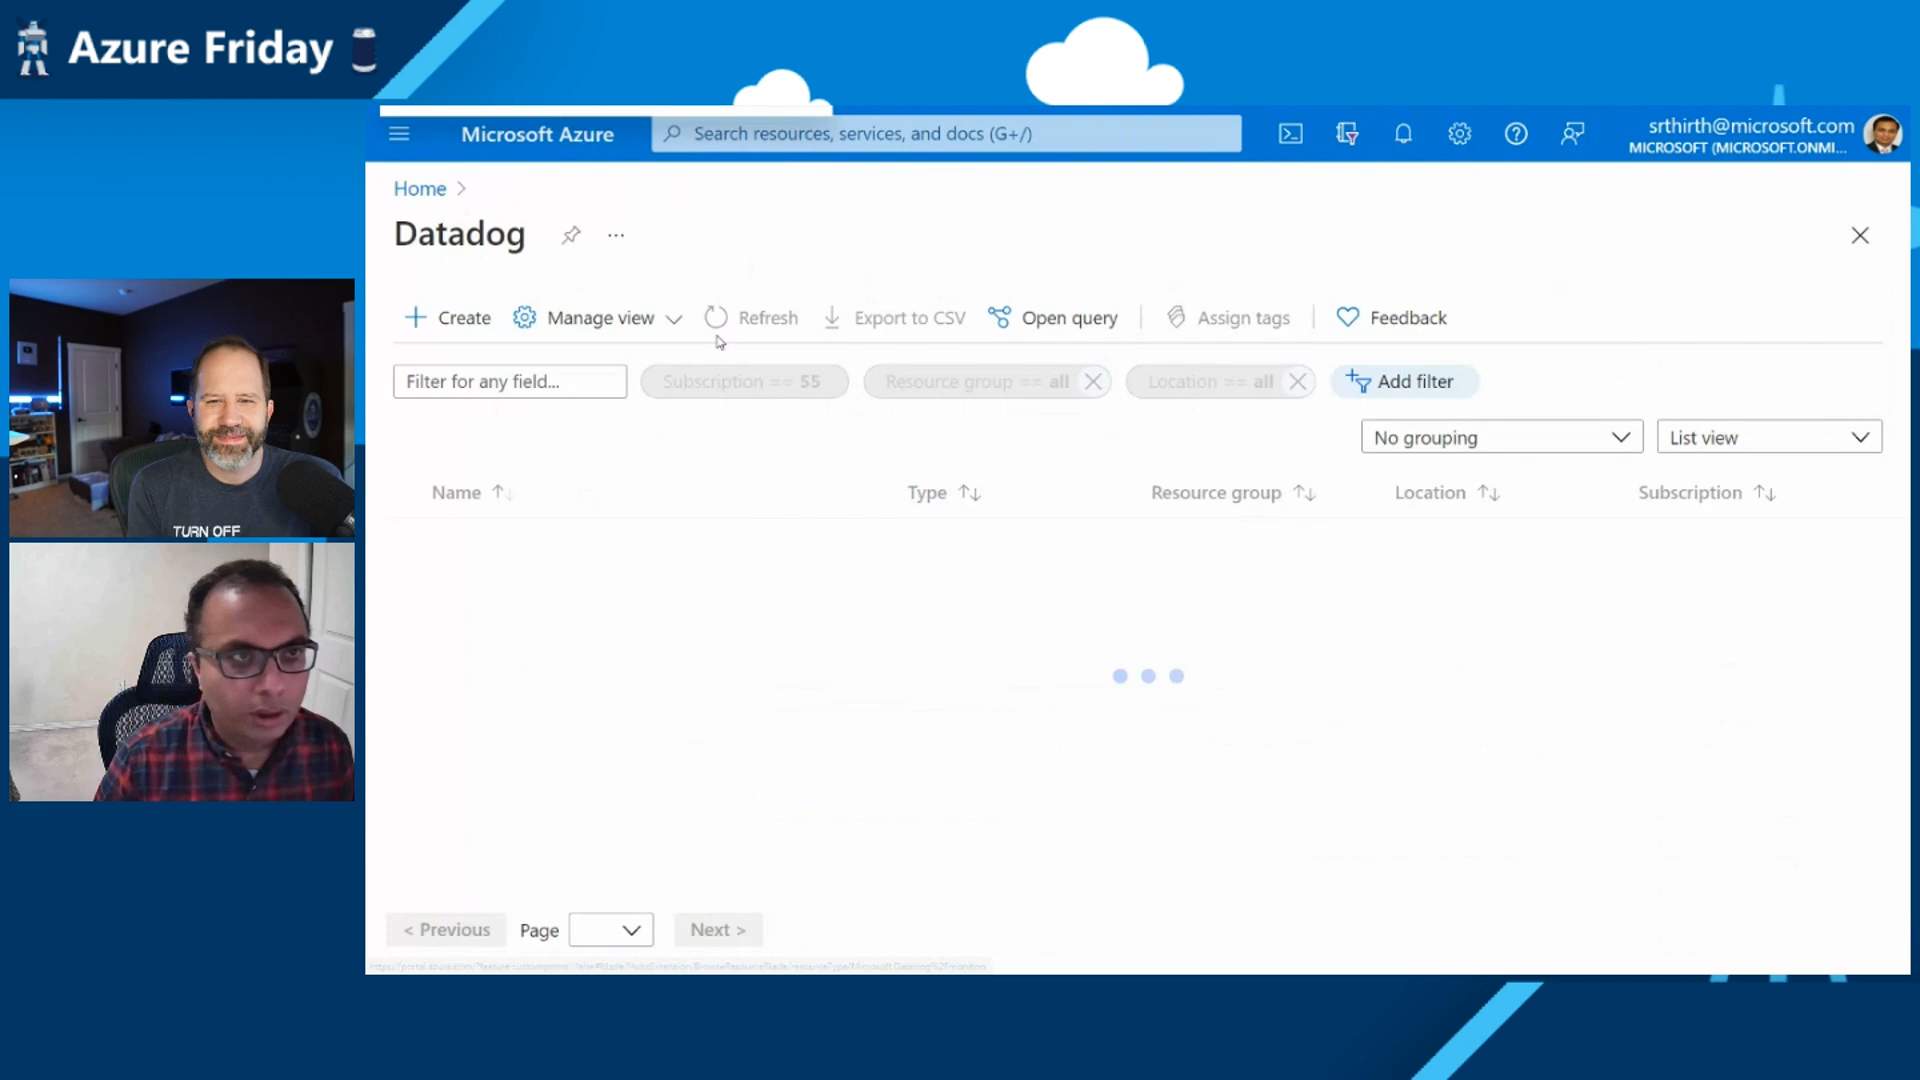 Azure Friday
Microsoft Azure
Search resources, services, and docs (G+/)
srthirth@microsoft.com
MICROSOFT (MICROSOFT.ONMI...
Home >
Datadog
...
Create
Manage view
Refresh
Export to CSV
Open query
Assign tags
Feedback
Filter for any field...
Subscription == 55
Resource group == all
Location == all
Add filter
No grouping
List view
Name
Type
Resource group
Location
Subscription
TURN OFF
< Previous
Page
Next >